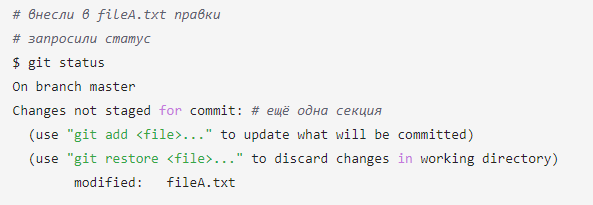 # внесли в fileA.txt правки
# запросили статус
$ git status
On branch master
Changes not staged for commit: # ещё одна секция
(use "git add <file>..." to update what will be committed)
(use "git restore <file>..." to discard changes in working directory)
modified: fileA.txt